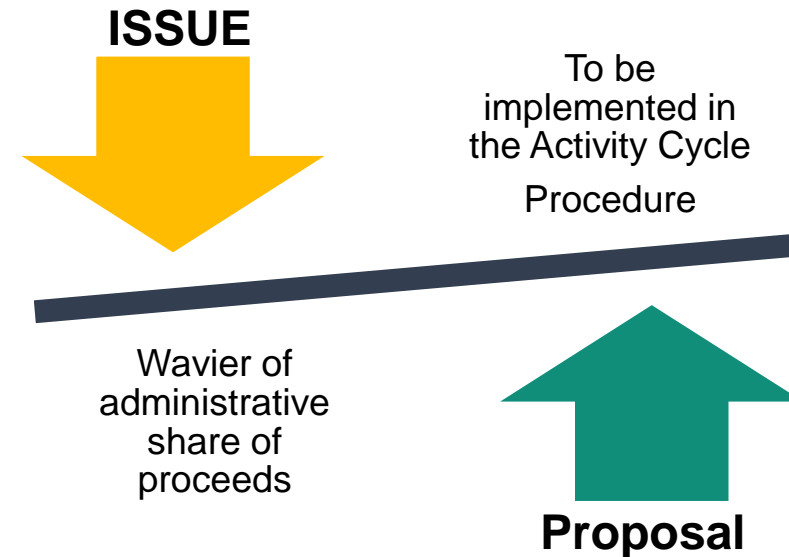 ISSUE
Wavier of
administrative
share of
proceeds
To be
implemented in
the Activity Cycle
Procedure
Proposal